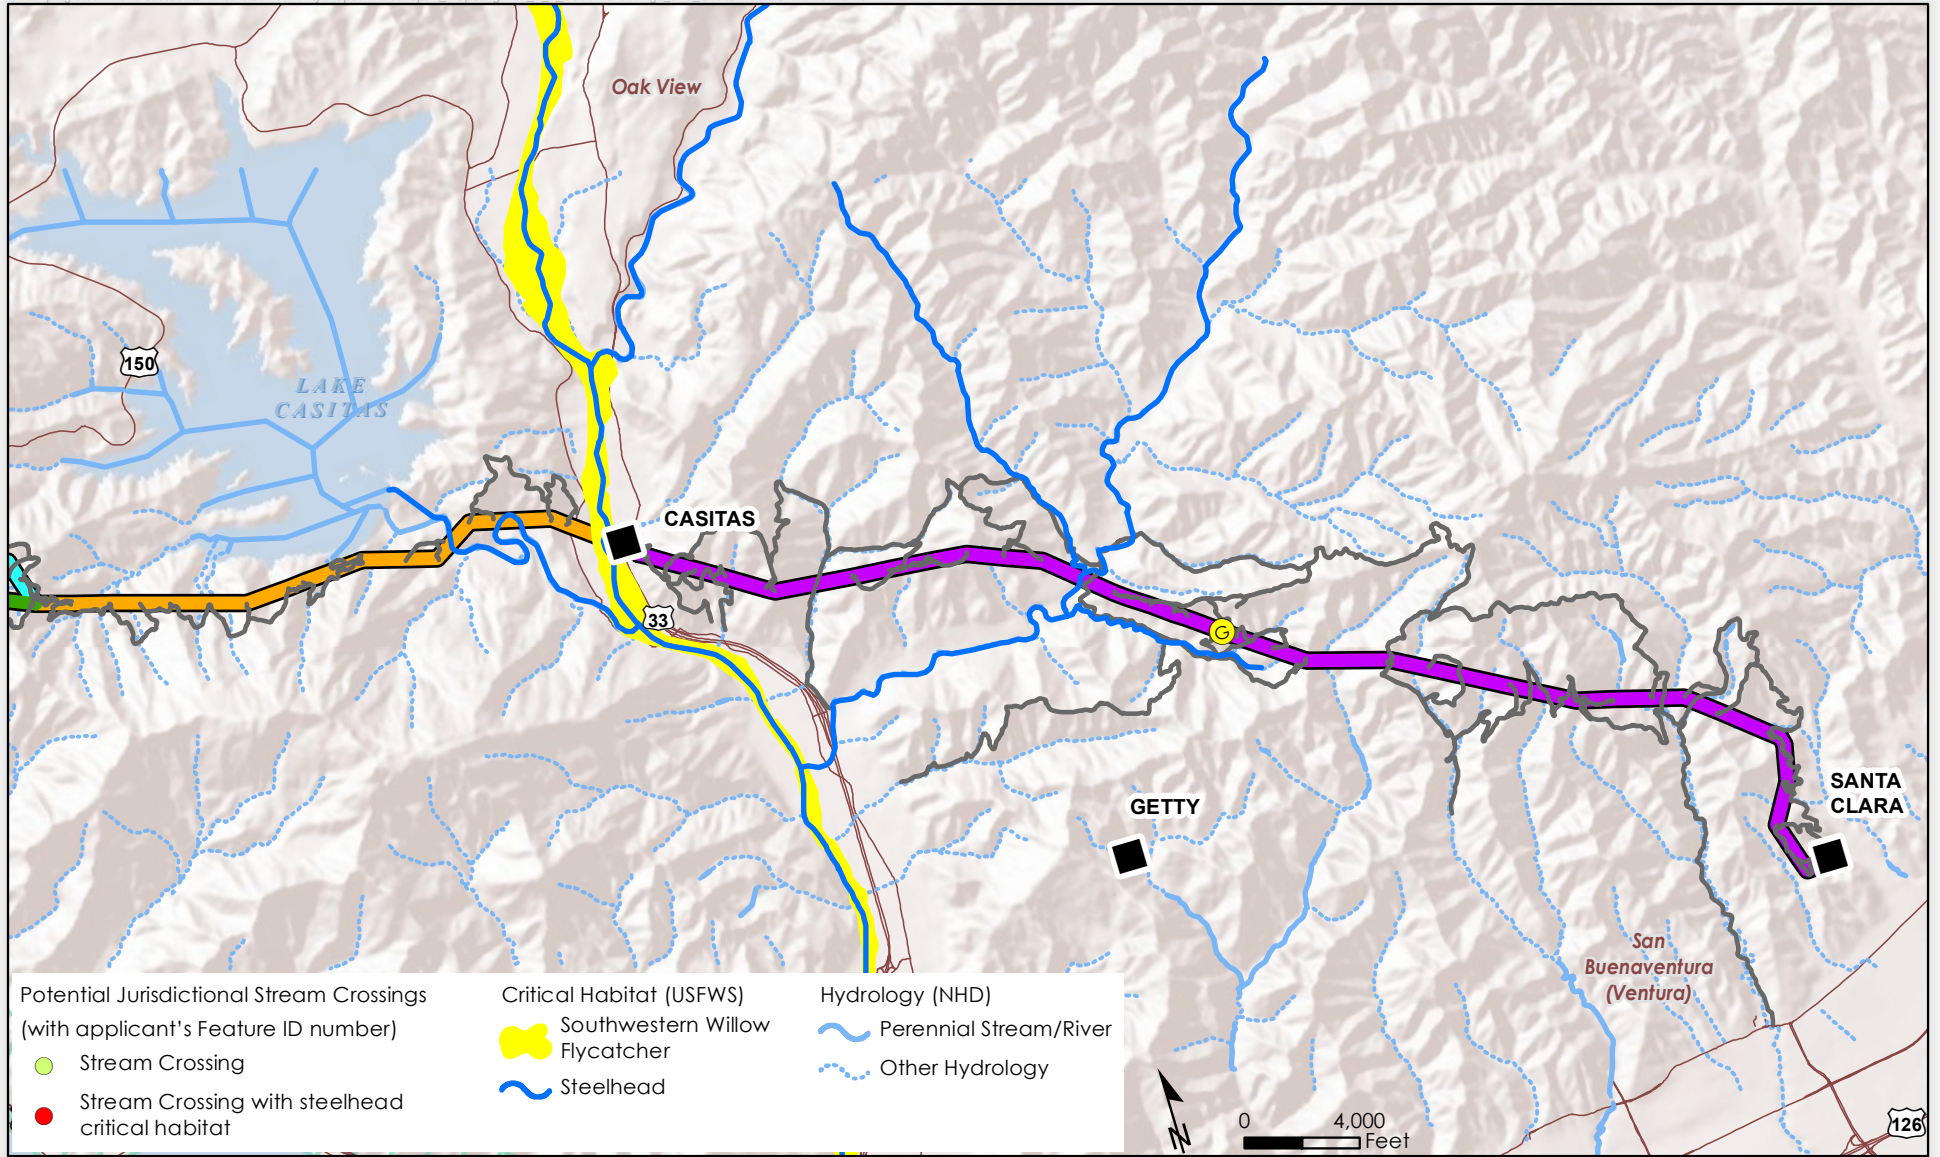 Oak View
150
LAKE
CASITAS
CASITAS
33
G
GETTY
SANTA
CLARA
San
Buenaventura
(Ventura)
126
Potential Jurisdictional Stream Crossings
(with applicant's Feature ID number)
Stream Crossing
Stream Crossing with steelhead
critical habitat
Critical Habitat (USFWS)
Southwestern Willow
Flycatcher
Steelhead
Hydrology (NHD)
Perennial Stream/River
Other Hydrology
N
0 4,000
Feet